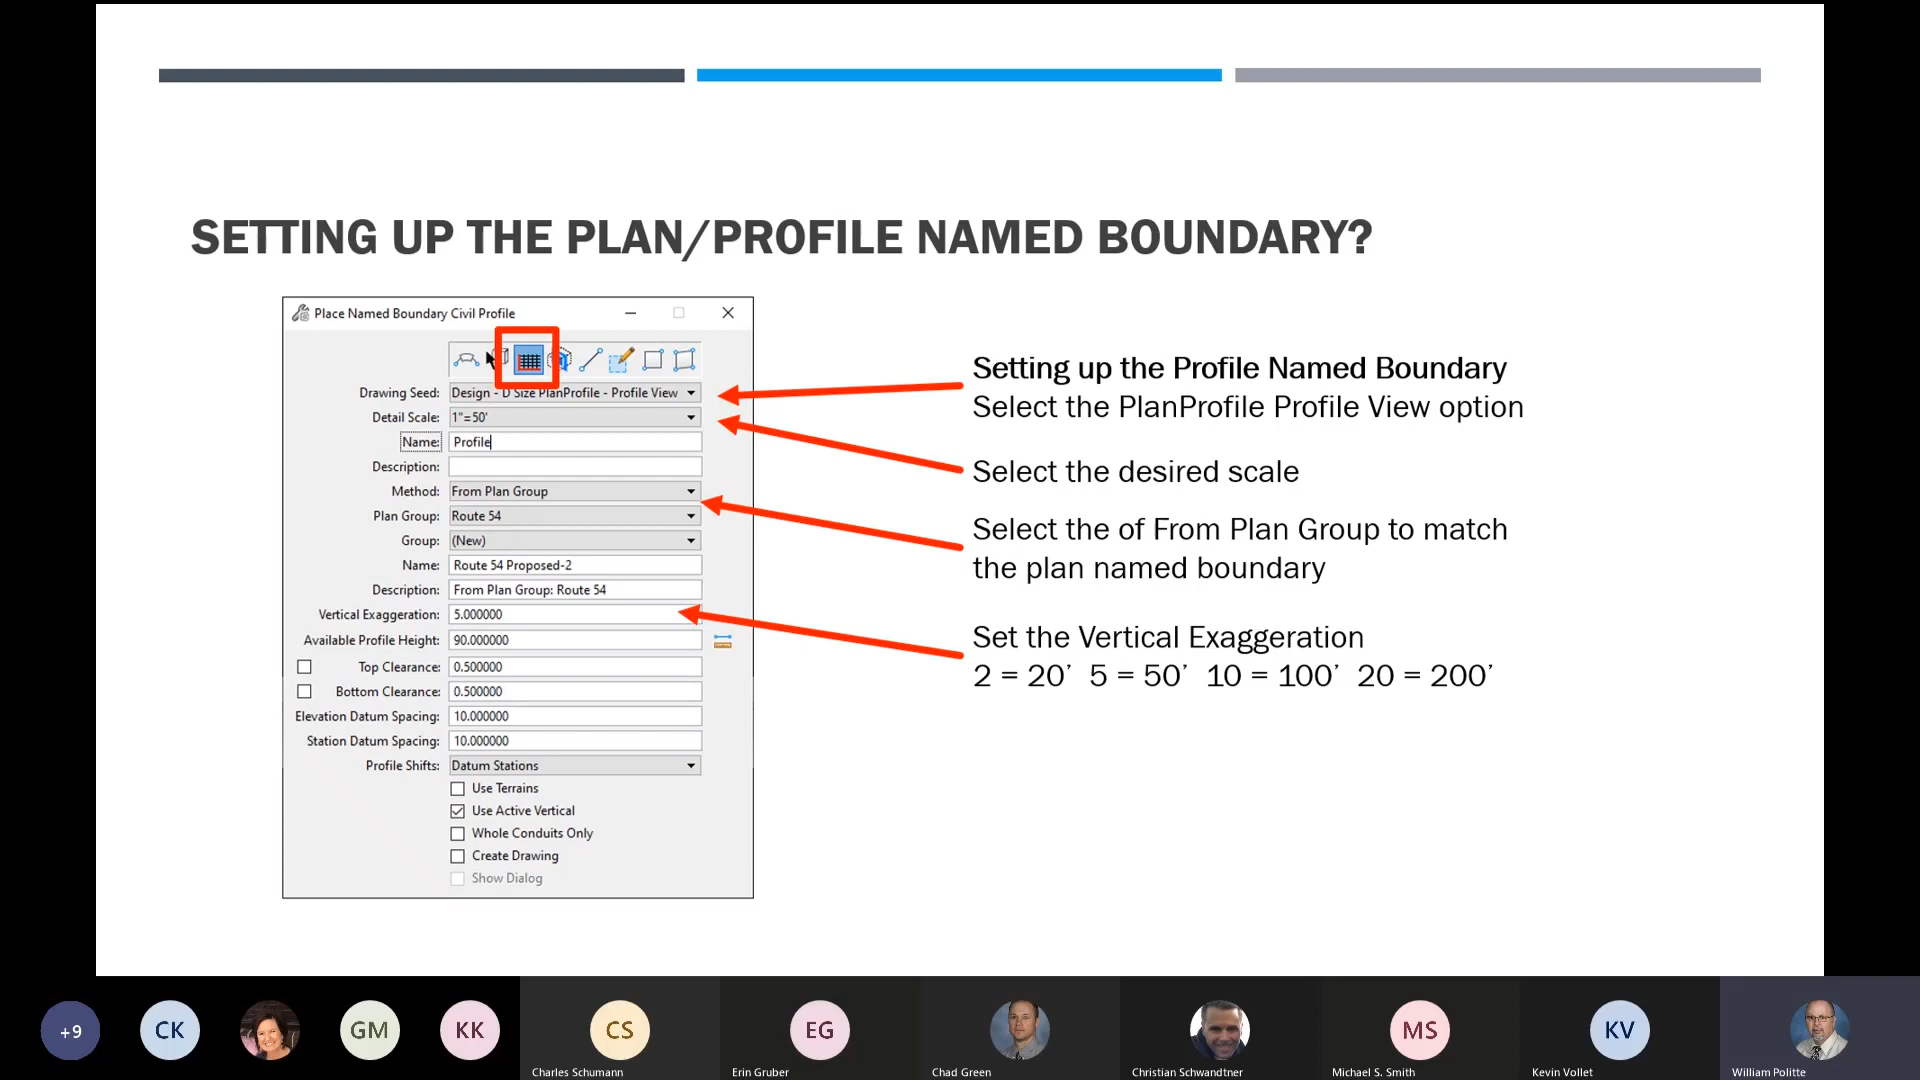 SETTING UP THE PLAN/PROFILE NAMED BOUNDARY?
Place Named Boundary Civil Profile
Drawing Seed: Design - D Size PlanProfile - Profile View
Detail Scale: 1"=50'
Name: Profile
Description:
Method: From Plan Group
Plan Group: Route 54
Group: (New)
Name: Route 54 Proposed-2
Description: From Plan Group: Route 54
Vertical Exaggeration: 5.000000
Available Profile Height: 90.000000
Top Clearance: 0.500000
Bottom Clearance: 0.500000
Elevation Datum Spacing: 10.000000
Station Datum Spacing: 10.000000
Profile Shifts: Datum Stations
Use Terrains
Use Active Vertical
Whole Conduits Only
Create Drawing
Show Dialog
Setting up the Profile Named Boundary
Select the PlanProfile Profile View option
Select the desired scale
Select the of From Plan Group to match
the plan named boundary
Set the Vertical Exaggeration
2 = 20’ 5 = 50’ 10 = 100’ 20 = 200’
+9 CK GM KK CS EG MS KV
Charles Schumann Erin Gruber Chad Green Christian Schwandtner Michael S. Smith Kevin Vollet William Politte